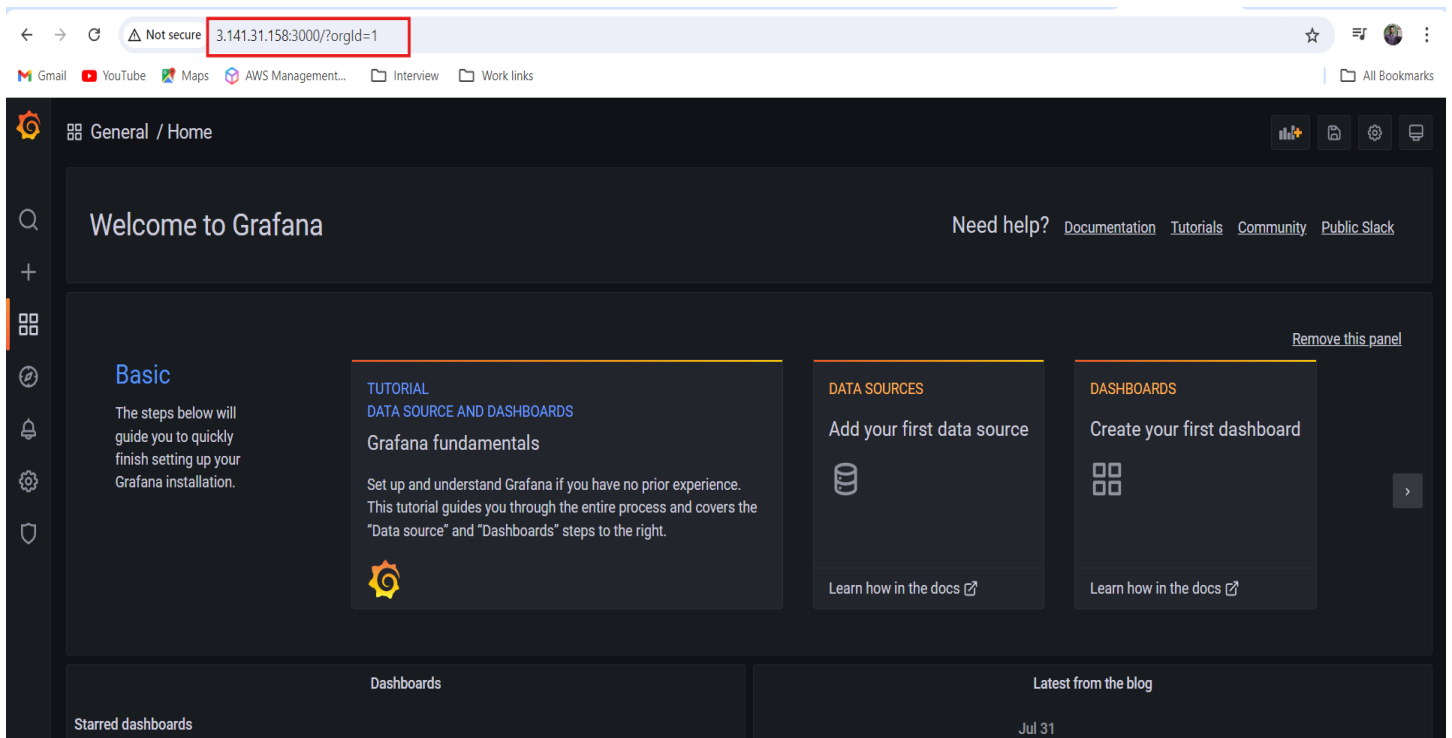 Not secure 3.141.31.158:3000/?orgId=1
Gmail YouTube Maps AWS Management... Interview Work links All Bookmarks
General / Home
Welcome to Grafana
Need help? Documentation Tutorials Community Public Slack
Remove this panel
Basic
The steps below will
guide you to quickly
finish setting up your
Grafana installation.
TUTORIAL
DATA SOURCE AND DASHBOARDS
Grafana fundamentals
Set up and understand Grafana if you have no prior experience.
This tutorial guides you through the entire process and covers the
"Data source" and "Dashboards" steps to the right.
DATA SOURCES
Add your first data source
Learn how in the docs
DASHBOARDS
Create your first dashboard
Learn how in the docs
Dashboards
Starred dashboards
Latest from the blog
Jul 31